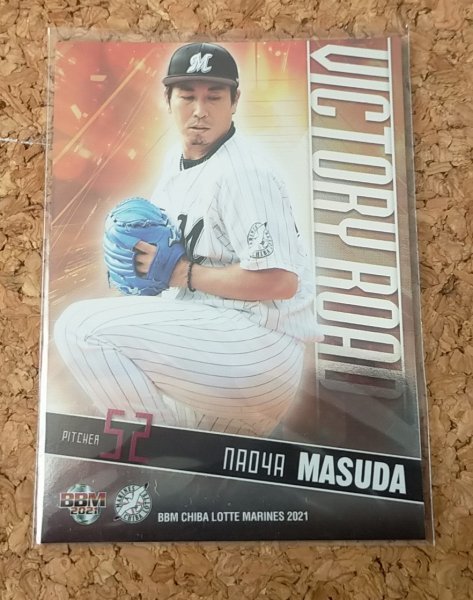 M
M
VICTORY ROAD
PITCHER 52
NAOYA MASUDA
BBM
2021
BBM CHIBA LOTTE MARINES 2021